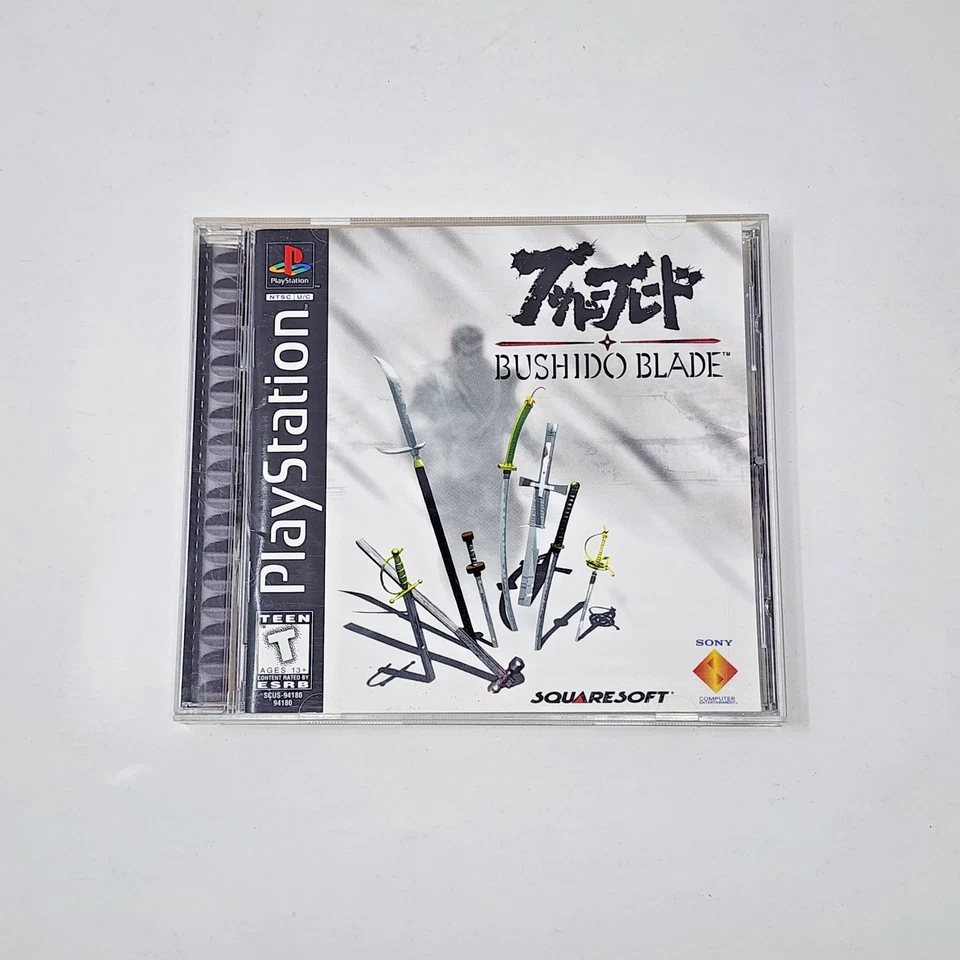 PlayStation
NTSC U/C
PlayStation
TEEN
T
AGES 13+
CONTENT RATED BY
ESRB
SCUS-94180
94180
ブシドーブレード
BUSHIDO BLADE™
SQUARESOFT®
SONY
COMPUTER
ENTERTAINMENT